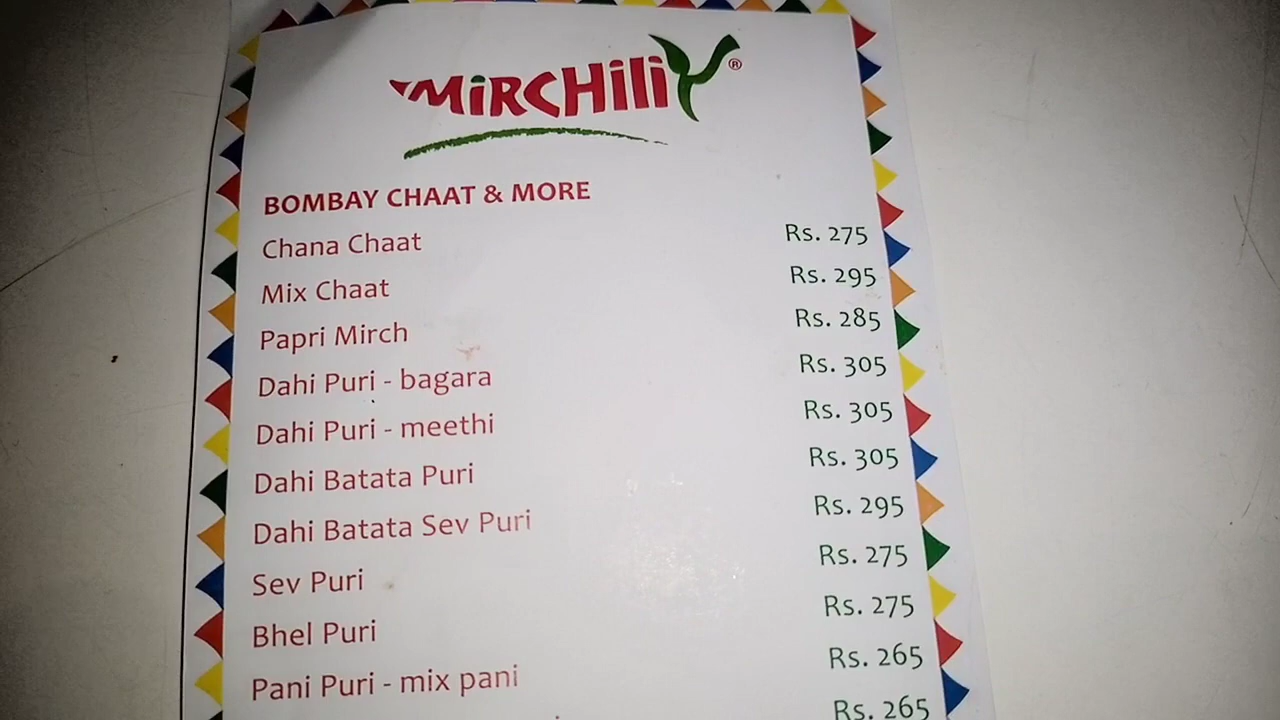 MIRCHILI ®
BOMBAY CHAAT & MORE
Chana Chaat Rs. 275
Mix Chaat Rs. 295
Papri Mirch Rs. 285
Dahi Puri - bagara Rs. 305
Dahi Puri - meethi Rs. 305
Dahi Batata Puri Rs. 305
Dahi Batata Sev Puri Rs. 295
Sev Puri Rs. 275
Bhel Puri Rs. 275
Pani Puri - mix pani Rs. 265
Rs. 265